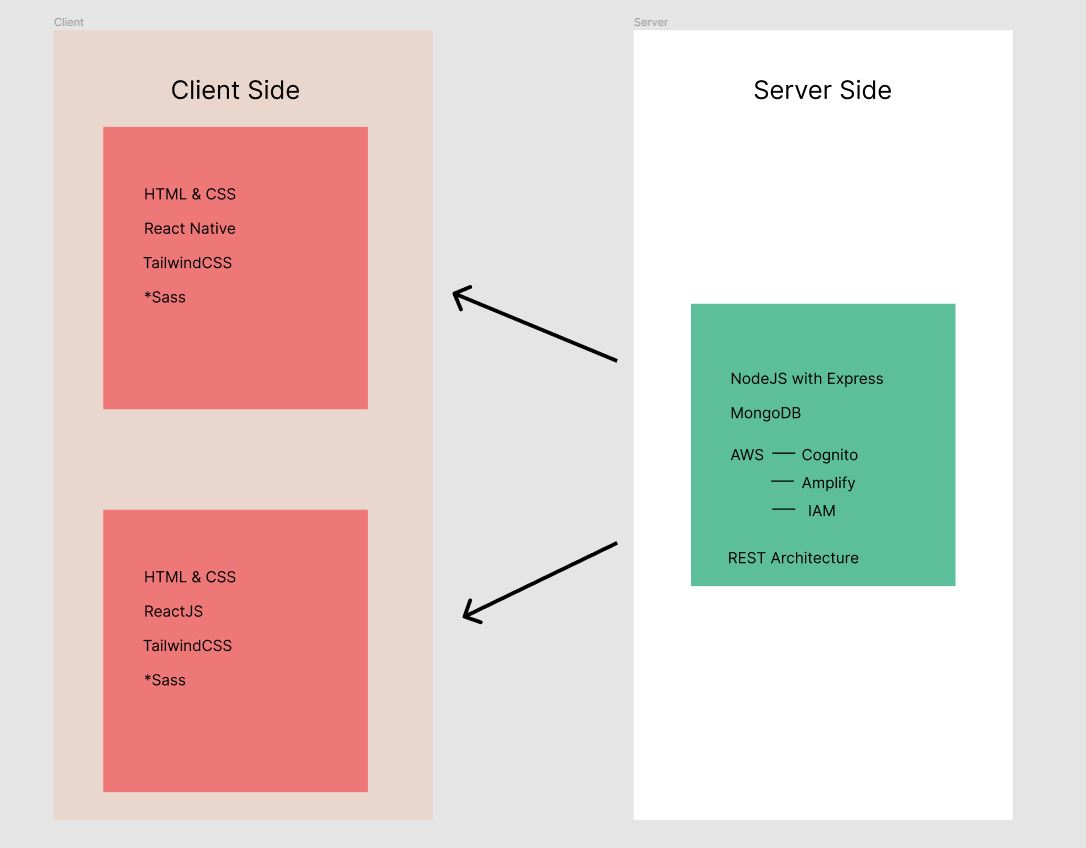 Client
Client Side
HTML & CSS
React Native
TailwindCSS
*Sass
HTML & CSS
ReactJS
TailwindCSS
*Sass
Server
Server Side
NodeJS with Express
MongoDB
AWS — Cognito
— Amplify
— IAM
REST Architecture